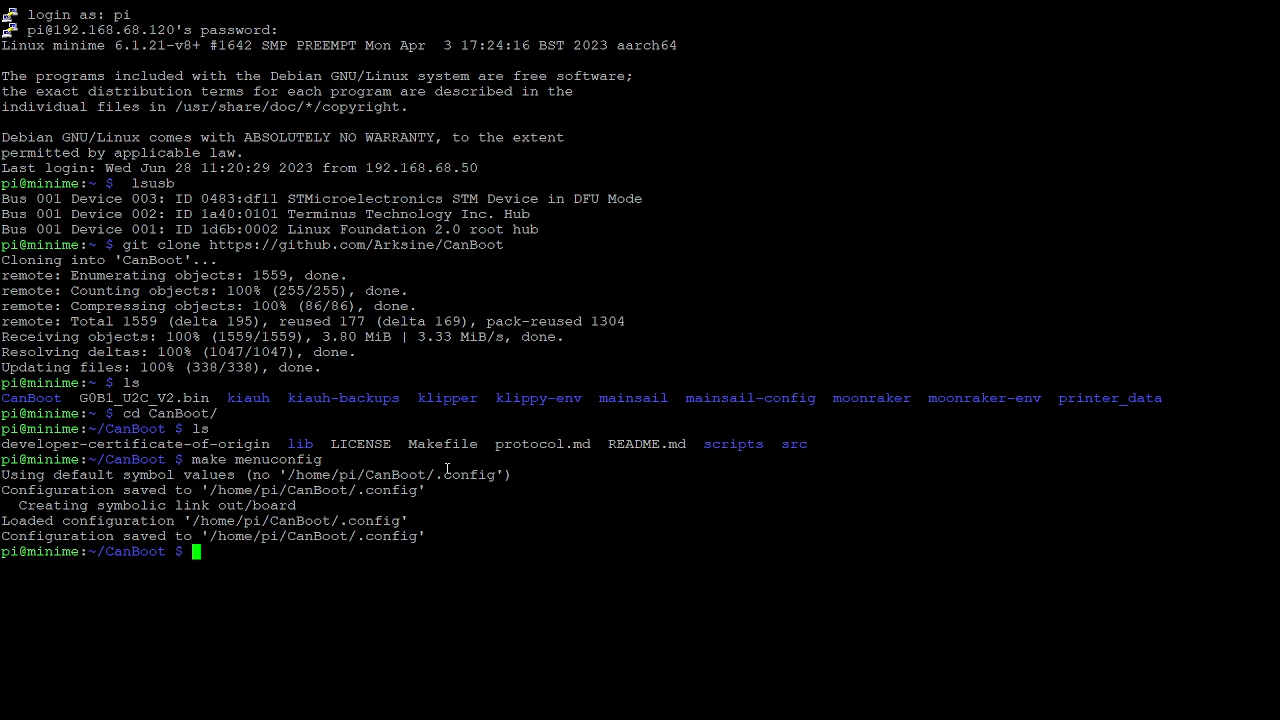 login as: pi
pi@192.168.68.120's password:
Linux minime 6.1.21-v8+ #1642 SMP PREEMPT Mon Apr  3 17:24:16 BST 2023 aarch64
The programs included with the Debian GNU/Linux system are free software;
the exact distribution terms for each program are described in the
individual files in /usr/share/doc/*/copyright.
Debian GNU/Linux comes with ABSOLUTELY NO WARRANTY, to the extent
permitted by applicable law.
Last login: Wed Jun 28 11:20:29 2023 from 192.168.68.50
pi@minime:~ $  lsusb
Bus 001 Device 003: ID 0483:df11 STMicroelectronics STM Device in DFU Mode
Bus 001 Device 002: ID 1a40:0101 Terminus Technology Inc. Hub
Bus 001 Device 001: ID 1d6b:0002 Linux Foundation 2.0 root hub
pi@minime:~ $ git clone https://github.com/Arksine/CanBoot
Cloning into 'CanBoot'...
remote: Enumerating objects: 1559, done.
remote: Counting objects: 100% (255/255), done.
remote: Compressing objects: 100% (86/86), done.
remote: Total 1559 (delta 195), reused 177 (delta 169), pack-reused 1304
Receiving objects: 100% (1559/1559), 3.80 MiB | 3.33 MiB/s, done.
Resolving deltas: 100% (1047/1047), done.
Updating files: 100% (338/338), done.
pi@minime:~ $ ls
CanBoot  G0B1_U2C_V2.bin  kiauh  kiauh-backups  klipper  klippy-env  mainsail  mainsail-config  moonraker  moonraker-env  printer_data
pi@minime:~ $ cd CanBoot/
pi@minime:~/CanBoot $ ls
developer-certificate-of-origin  lib  LICENSE  Makefile  protocol.md  README.md  scripts  src
pi@minime:~/CanBoot $ make menuconfig
Using default symbol values (no '/home/pi/CanBoot/.config')
Configuration saved to '/home/pi/CanBoot/.config'
  Creating symbolic link out/board
Loaded configuration '/home/pi/CanBoot/.config'
Configuration saved to '/home/pi/CanBoot/.config'
pi@minime:~/CanBoot $